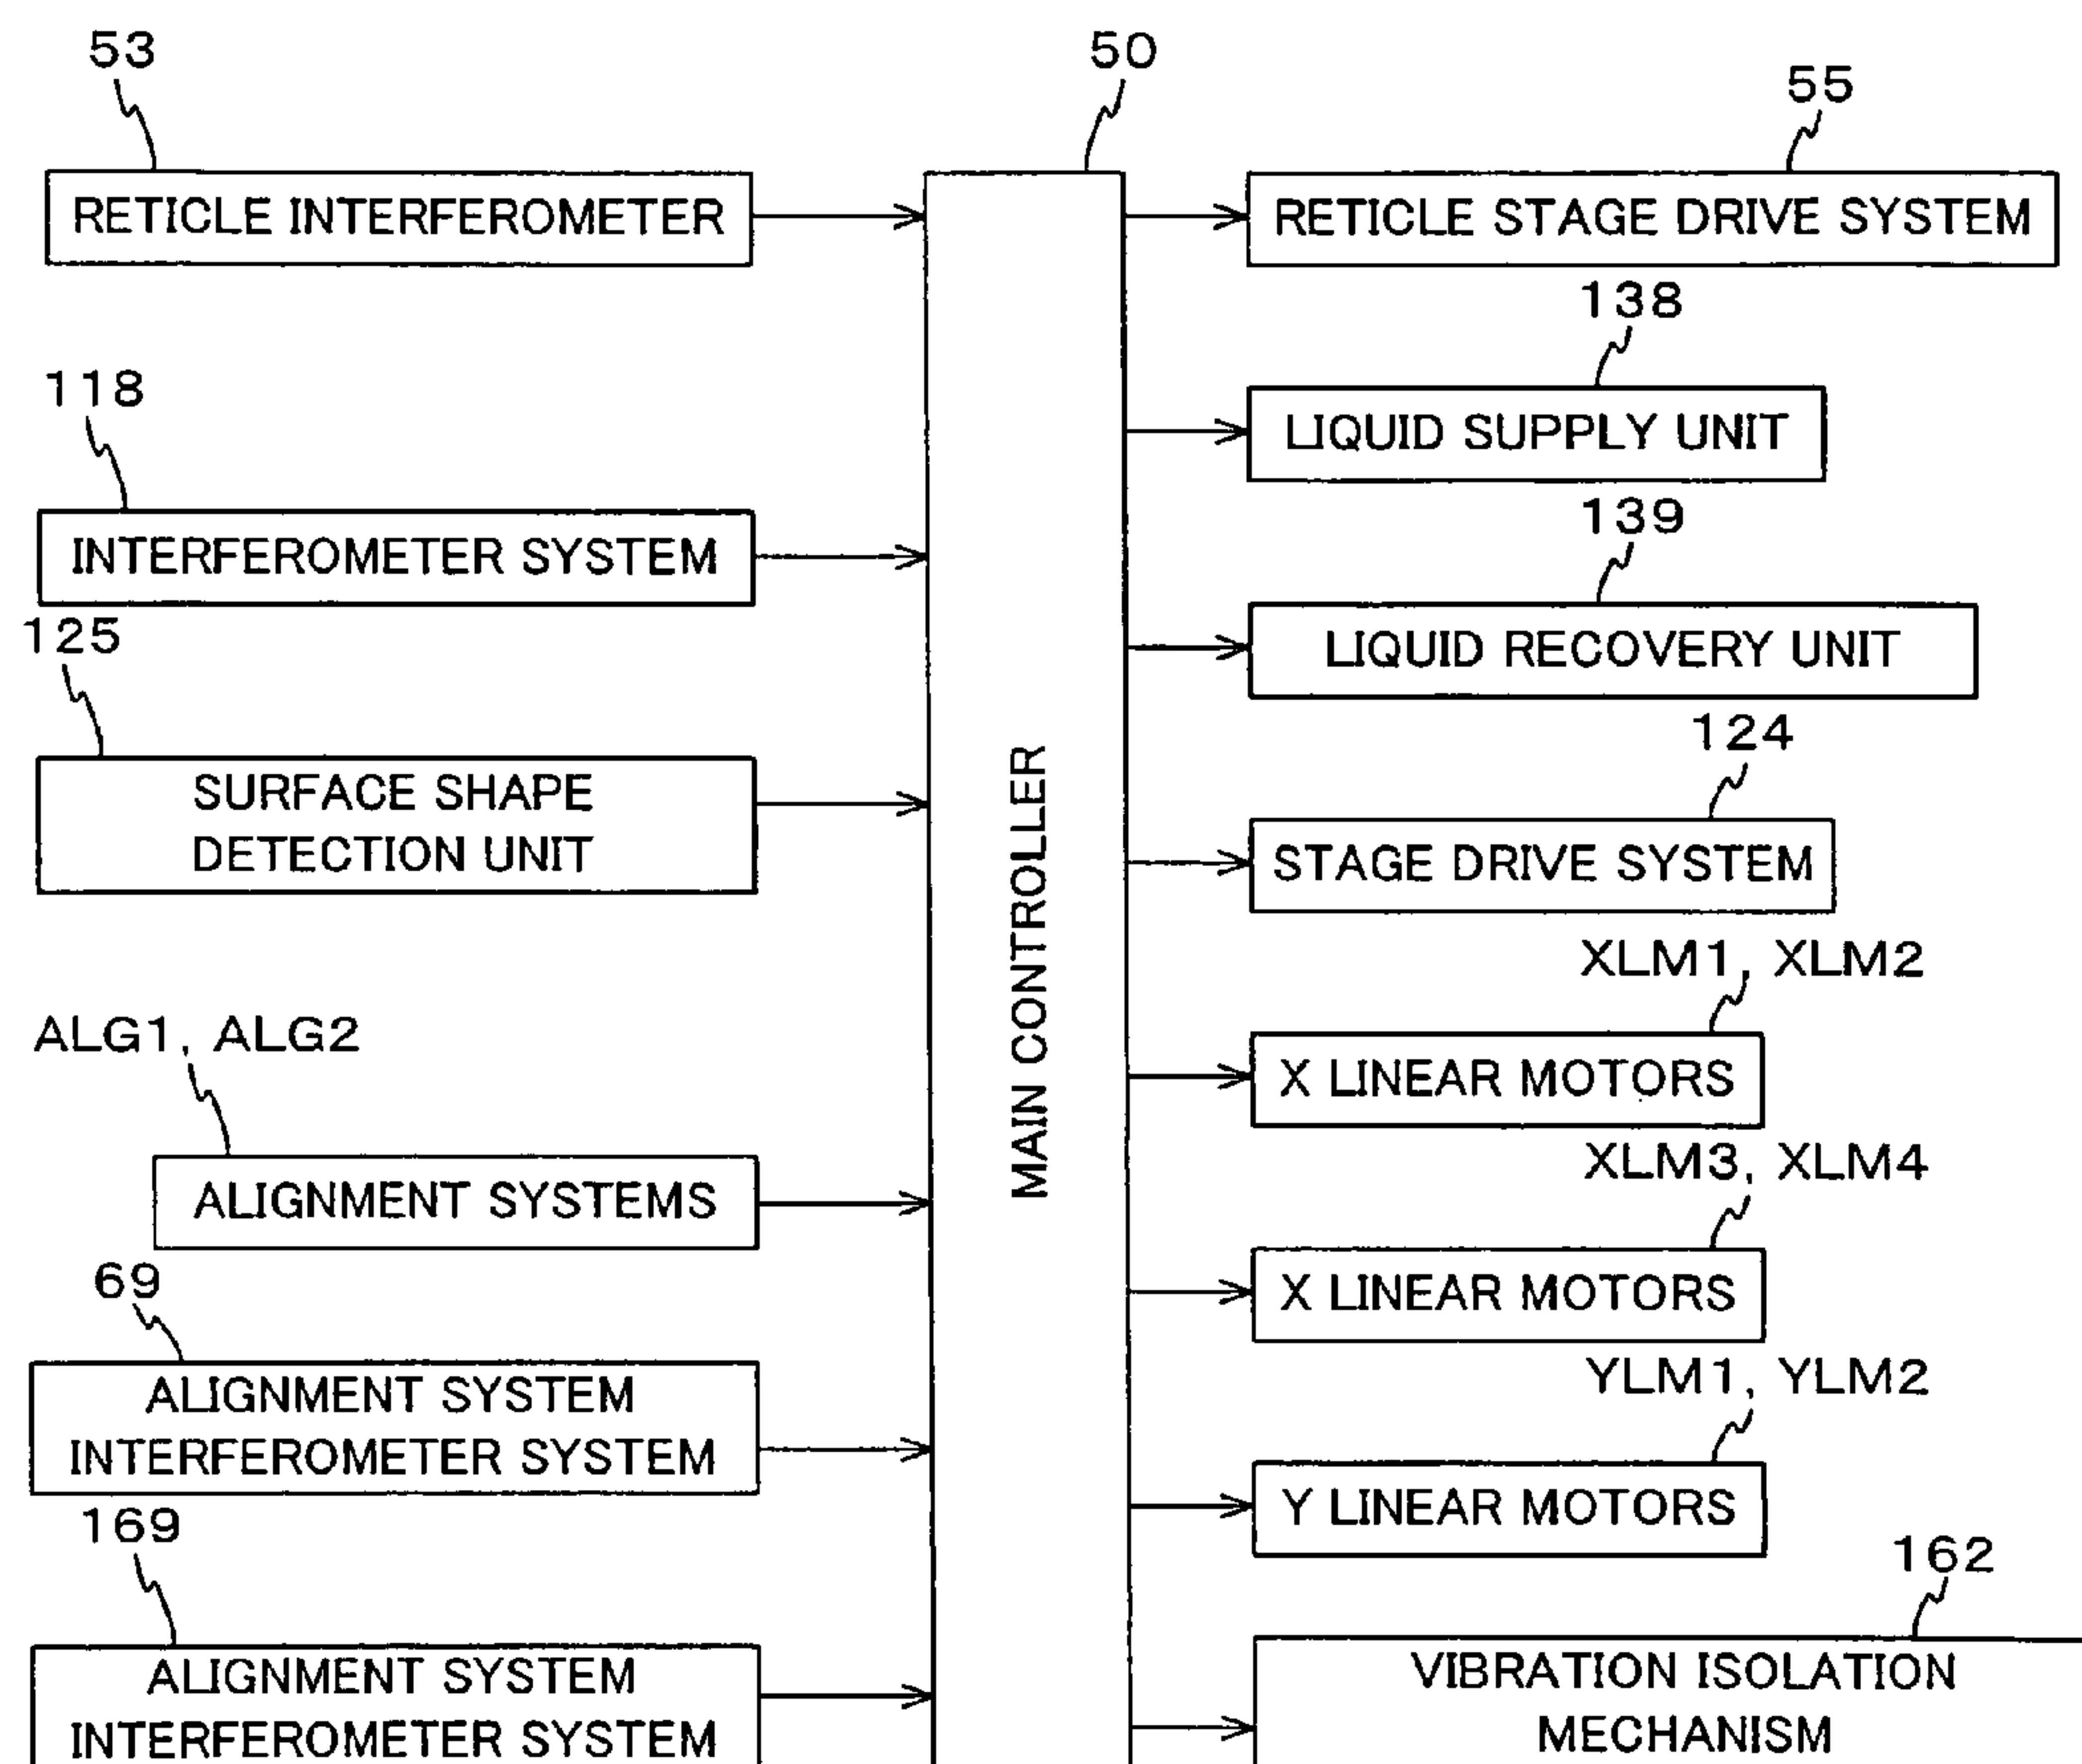 53
50
55
RETICLE INTERFEROMETER
RETICLE STAGE DRIVE SYSTEM
138
118
LIQUID SUPPLY UNIT
139
INTERFEROMETER SYSTEM
125
LIQUID RECOVERY UNIT
124
SURFACE SHAPE
DETECTION UNIT
MAIN CONTROLLER
STAGE DRIVE SYSTEM
XLM1, XLM2
ALG1, ALG2
X LINEAR MOTORS
XLM3, XLM4
ALIGNMENT SYSTEMS
69
X LINEAR MOTORS
YLM1, YLM2
ALIGNMENT SYSTEM
INTERFEROMETER SYSTEM
Y LINEAR MOTORS
169
162
ALIGNMENT SYSTEM
INTERFEROMETER SYSTEM
VIBRATION ISOLATION
MECHANISM